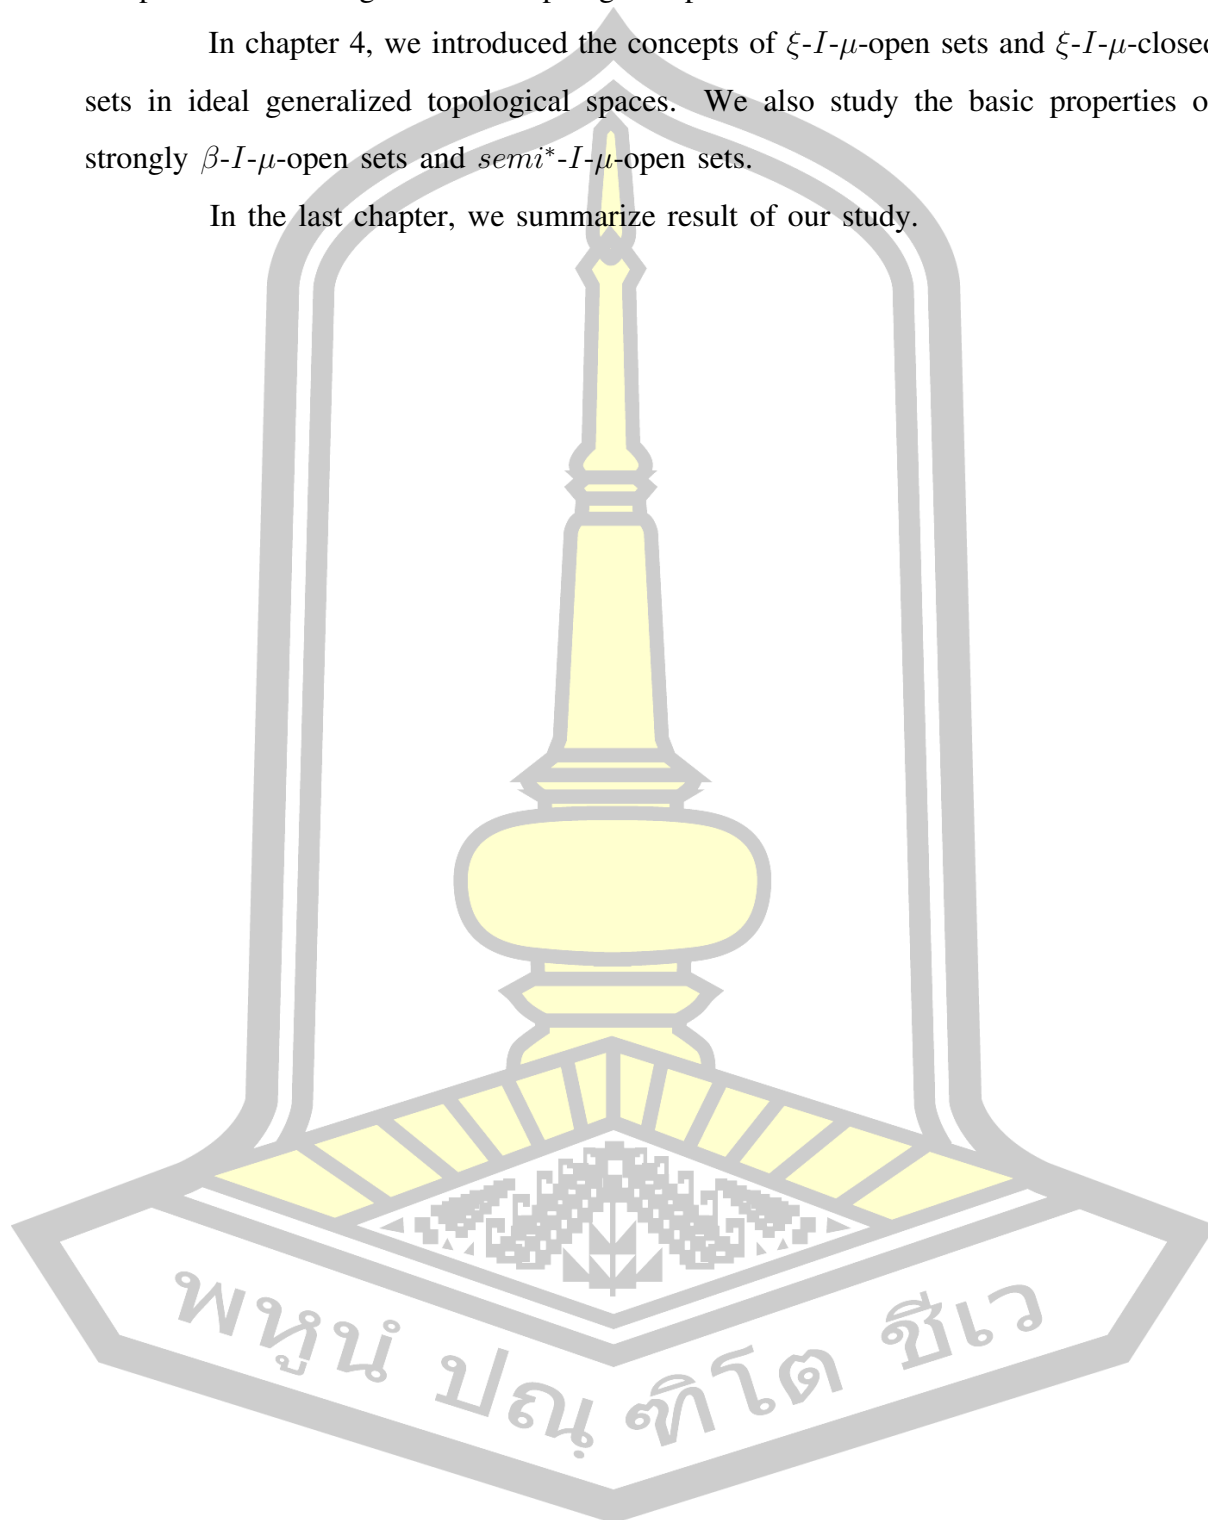 In chapter 4, we introduced the concepts of ξ-I-μ-open sets and ξ-I-μ-closed
sets in ideal generalized topological spaces. We also study the basic properties
strongly β-I-μ-open sets and semi*-I-μ-open sets.
In the last chapter, we summarize result of our study.
พหูนํ ปณฺฑิโต ชีเว